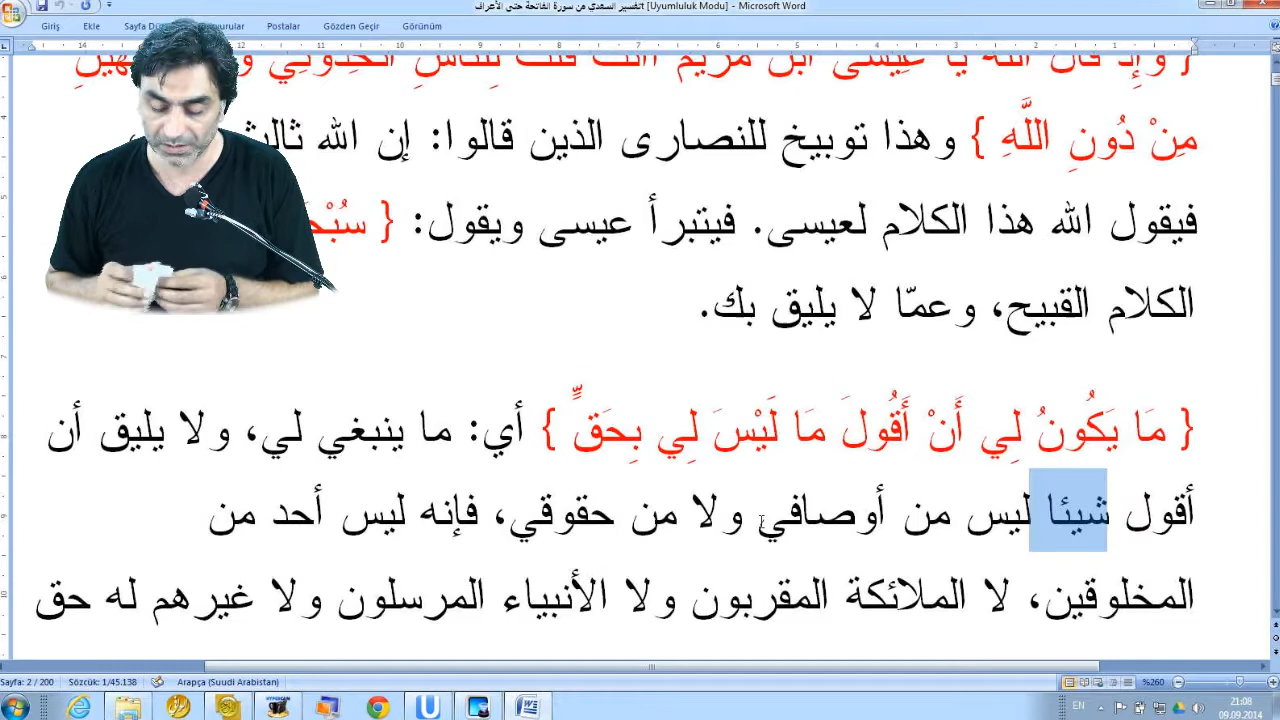 تفسير السعدي من سورة الفاتحة حتى الأعراف [Uyumluluk Modu] - Microsoft Word
Giriş Ekle Sayfa Gözden Geçir Görünüm
Postalar
{ وَإِذْ قَالَ اللَّهُ يَا عِيسَى ابْنَ مَرْيَمَ أَأَنْتَ قُلْتَ لِلنَّاسِ اتَّخِذُونِي
مِنْ دُونِ اللَّهِ } وهذا توبيخ للنصارى الذين قالوا: إن الله
فيقول الله هذا الكلام لعيسى. فيتبرأ عيسى ويقول: {
الكلام القبيح، وعمّا لا يليق بك.
{ مَا يَكُونُ لِي أَنْ أَقُولَ مَا لَيْسَ لِي بِحَقٍّ } أي: ما ينبغي لي، ولا يليق أن
أقول شيئا ليس من أوصافي ولا من حقوقي، فإنه ليس أحد من
المخلوقين، لا الملائكة المقربون ولا الأنبياء المرسلون ولا غيرهم له حق
Sayfa: 2 / 200 Sözcük: 1/45.138 Arapça (Suudi Arabistan) %260
EN 21:08
09.09.2014